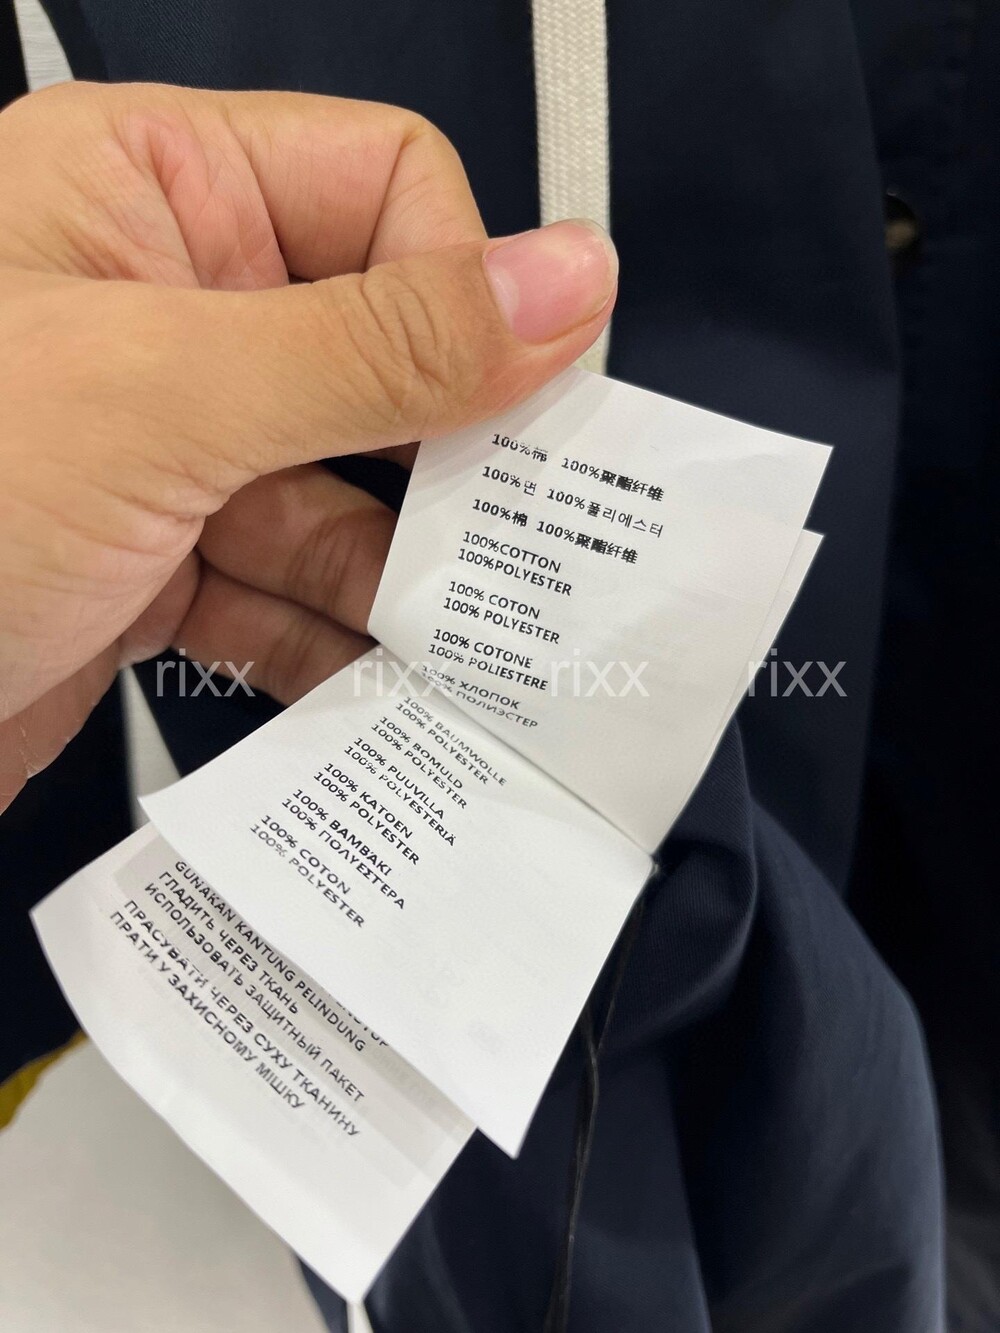 100%棉 100%聚酯纤维
100%면 100%폴리에스터
100%棉 100%聚酯纤维
100%COTTON
100%POLYESTER
100% COTON
100% POLYESTER
100% COTONE
100% POLIESTERE
100% ХЛОПОК
100% ПОЛИЭСТЕР
rixx rixx rixx rixx
100% BAUMWOLLE
100% POLYESTER
100% BOMULD
100% POLYESTER
100% PUUVILLA
100% POLYESTERIÄ
100% KATOEN
100% POLYESTER
100% BAMBAKI
100% ΠΟΛΥΕΣΤΕΡΑ
100% COTON
100% POLYESTER
GUNAKAN KANTUNG PELINDUNG
ГЛАДИТЬ ЧЕРЕЗ ТКАНЬ
ИСПОЛЬЗОВАТЬ ЗАЩИТНЫЙ ПАКЕТ
ПРАСУВАТИ ЧЕРЕЗ СУХУ ТКАНИНУ
ПРАТИ У ЗАХИСНОМУ МІШКУ